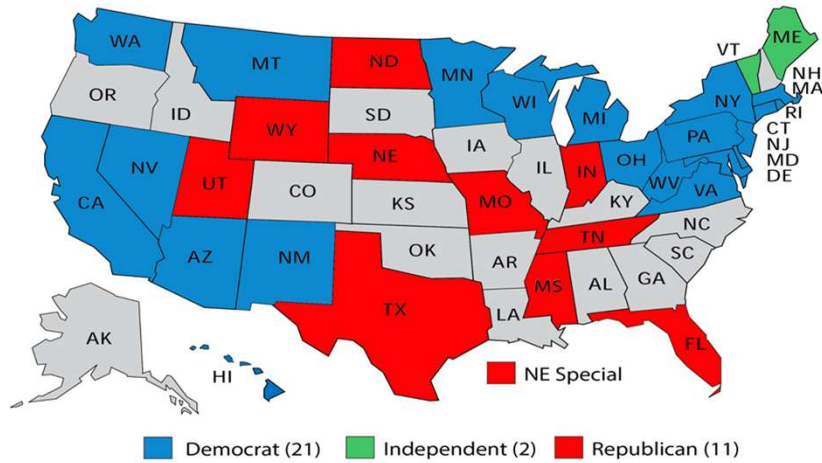 WA
MT
ND
MN
VT
ME
OR
ID
SD
WI
MI
NY
NH
MA
RI
CT
NJ
MD
DE
WY
NE
IA
IL
IN
OH
PA
NV
UT
CO
KS
MO
KY
WV
VA
CA
AZ
NM
OK
AR
TN
NC
SC
TX
LA
MS
AL
GA
FL
AK
HI
NE Special
Democrat (21)
Independent (2)
Republican (11)